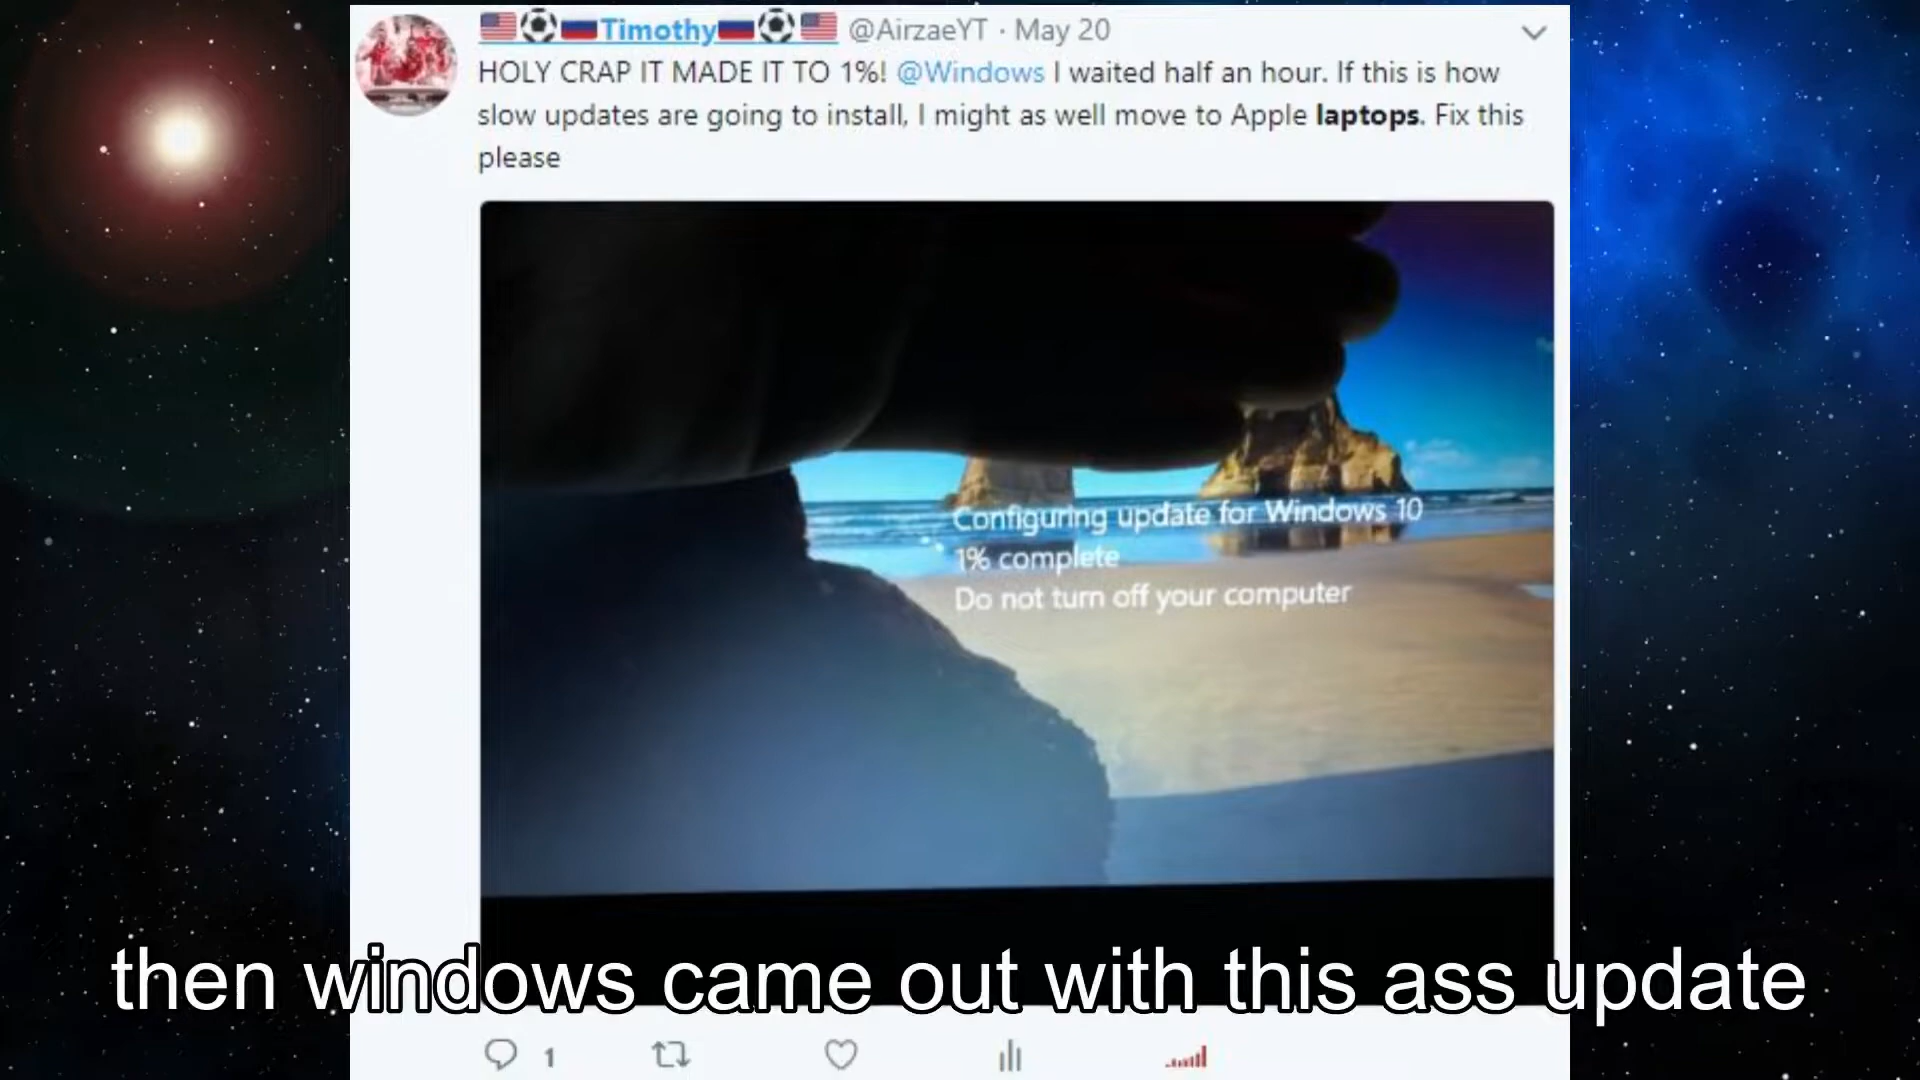 Timothy @AirzaeYT · May 20
HOLY CRAP IT MADE IT TO 1%! @Windows I waited half an hour. If this is how
slow updates are going to install, I might as well move to Apple laptops. Fix this
please
Configuring update for Windows 10
1% complete
Do not turn off your computer
then windows came out with this ass update
1